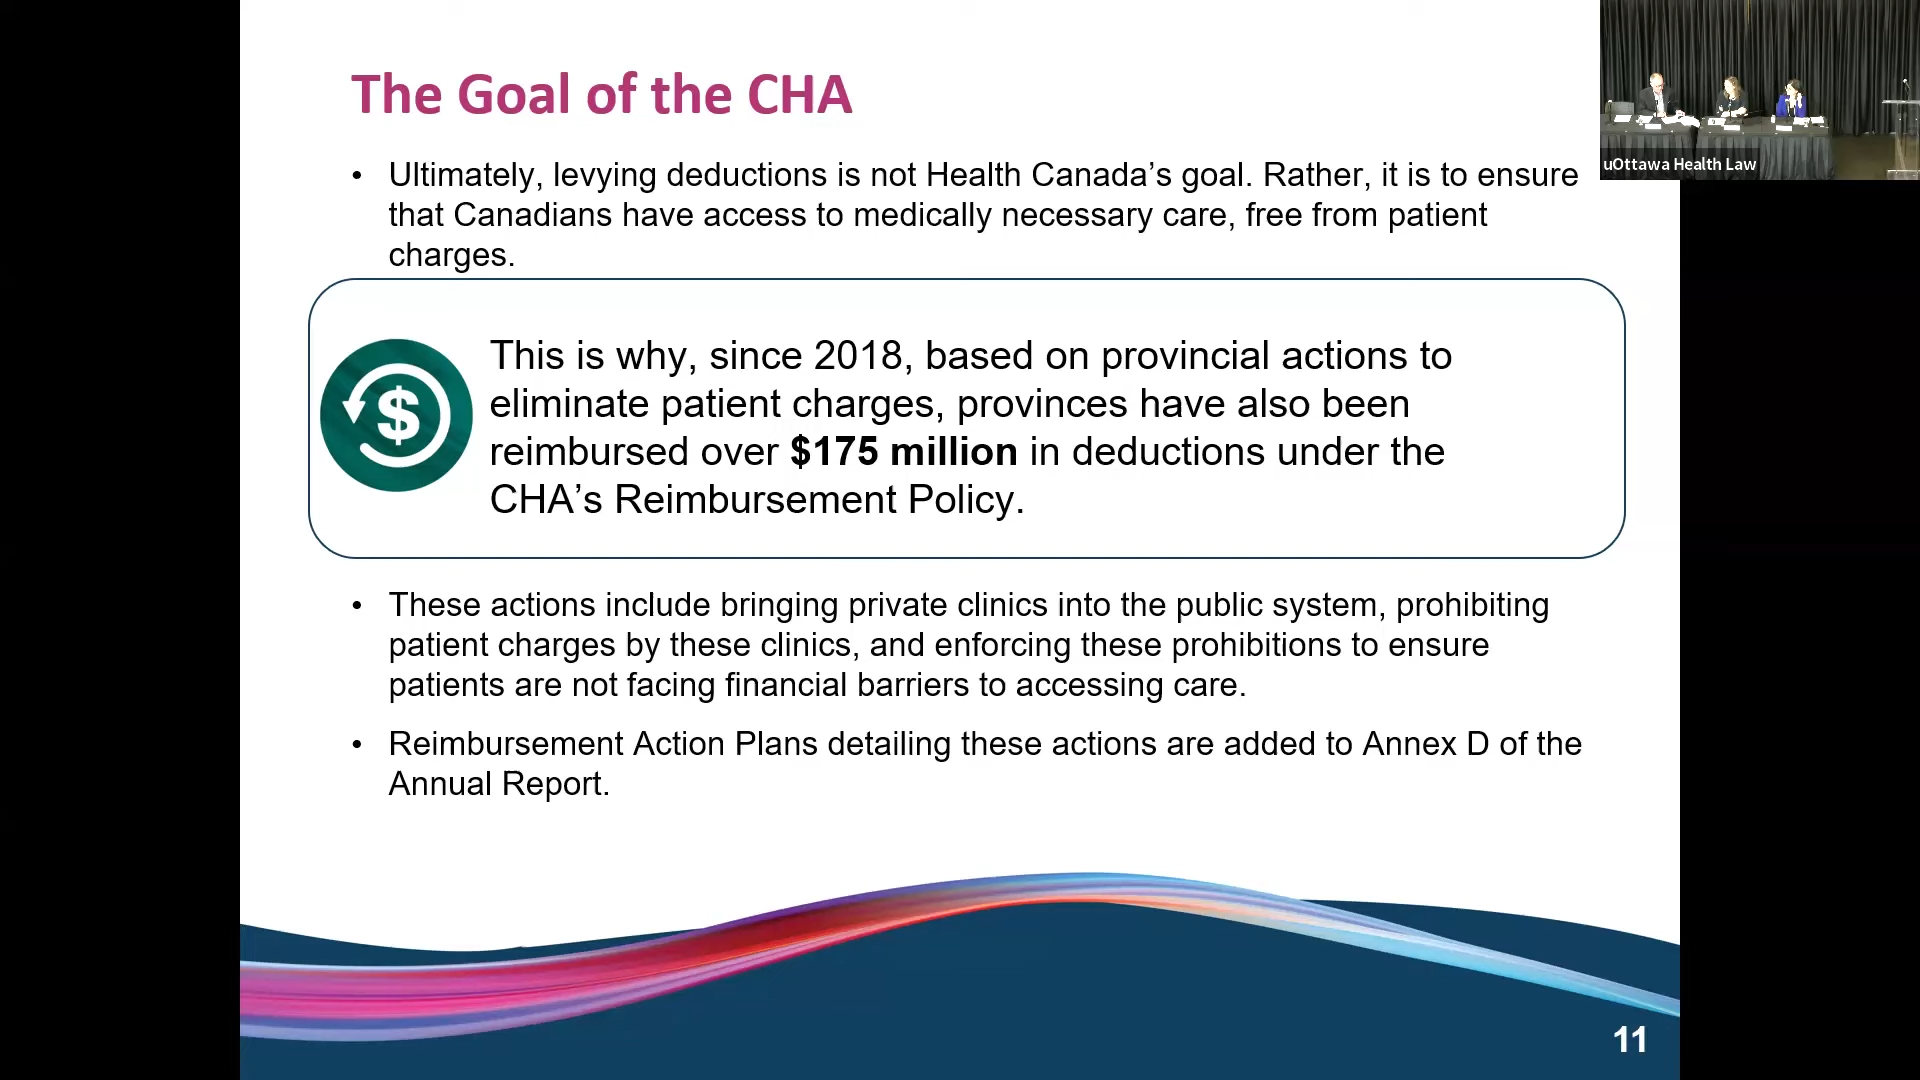 The Goal of the CHA
• Ultimately, levying deductions is not Health Canada’s goal. Rather, it is to ensure
that Canadians have access to medically necessary care, free from patient
charges.
uOttawa Health Law
$
This is why, since 2018, based on provincial actions to
eliminate patient charges, provinces have also been
reimbursed over $175 million in deductions under the
CHA’s Reimbursement Policy.
• These actions include bringing private clinics into the public system, prohibiting
patient charges by these clinics, and enforcing these prohibitions to ensure
patients are not facing financial barriers to accessing care.
• Reimbursement Action Plans detailing these actions are added to Annex D of the
Annual Report.
11